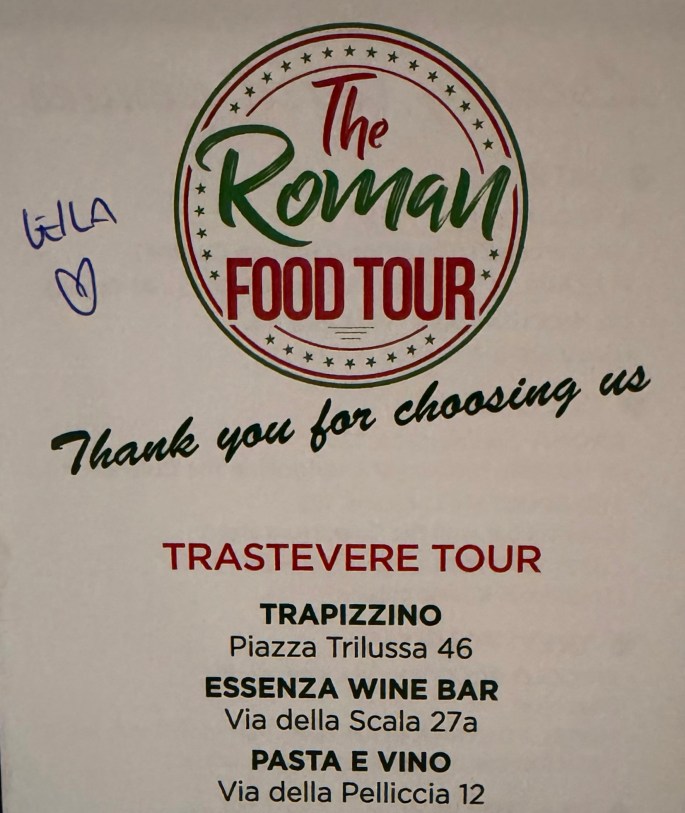 The
Roman
FOOD TOUR
LEILA
Thank you for choosing us
TRASTEVERE TOUR
TRAPIZZINO
Piazza Trilussa 46
ESSENZA WINE BAR
Via della Scala 27a
PASTA E VINO
Via della Pelliccia 12